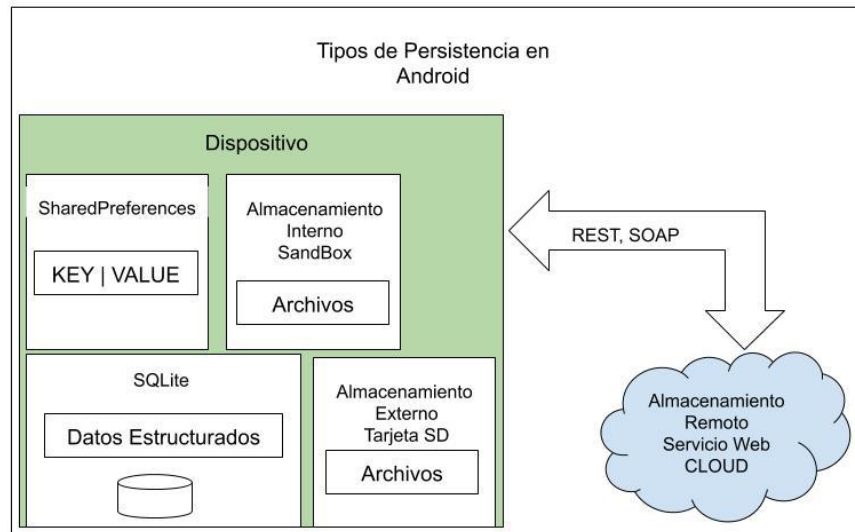 Tipos de Persistencia en
Android
Dispositivo
SharedPreferences
KEY | VALUE
Almacenamiento
Interno
SandBox
Archivos
SQLite
Datos Estructurados
Almacenamiento
Externo
Tarjeta SD
Archivos
REST, SOAP
Almacenamiento
Remoto
Servicio Web
CLOUD